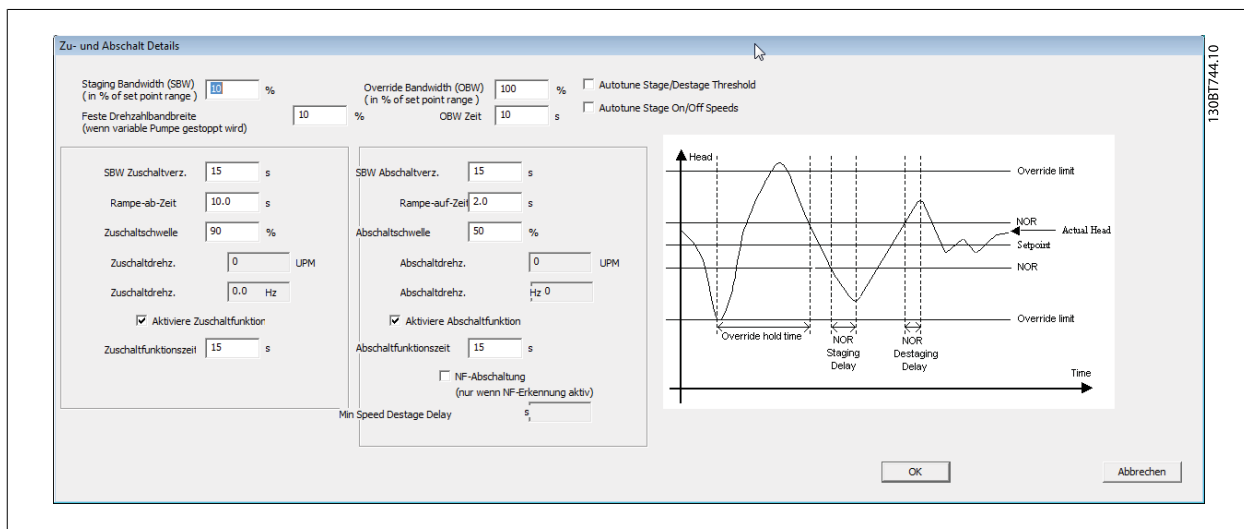 Zu- und Abschalt Details
Staging Bandwidth (SBW)
( in % of set point range )
10 %
Override Bandwidth (OBW)
( in % of set point range )
100 %
Autotune Stage/Destage Threshold
Feste Drehzahlbandbreite
(wenn variable Pumpe gestoppt wird)
10 %
OBW Zeit 10 s
Autotune Stage On/Off Speeds
SBW Zuschaltverz. 15 s
Rampe-ab-Zeit 10.0 s
Zuschaltschwelle 90 %
Zuschaltdrehz. 0 UPM
Zuschaltdrehz. 0.0 Hz
Aktiviere Zuschaltfunktion
Zuschaltfunktionszeit 15 s
SBW Abschaltverz. 15 s
Rampe-auf-Zeit 2.0 s
Abschaltschwelle 50 %
Abschaltdrehz. 0 UPM
Abschaltdrehz. Hz 0
Aktiviere Abschaltfunktion
Abschaltfunktionszeit 15 s
NF-Abschaltung
(nur wenn NF-Erkennung aktiv)
Min Speed Destage Delay s
Head
Override limit
NOR
Actual Head
Setpoint
NOR
Override limit
Override hold time
NOR
Staging
Delay
NOR
Destaging
Delay
Time
OK
Abbrechen
130BT744.10